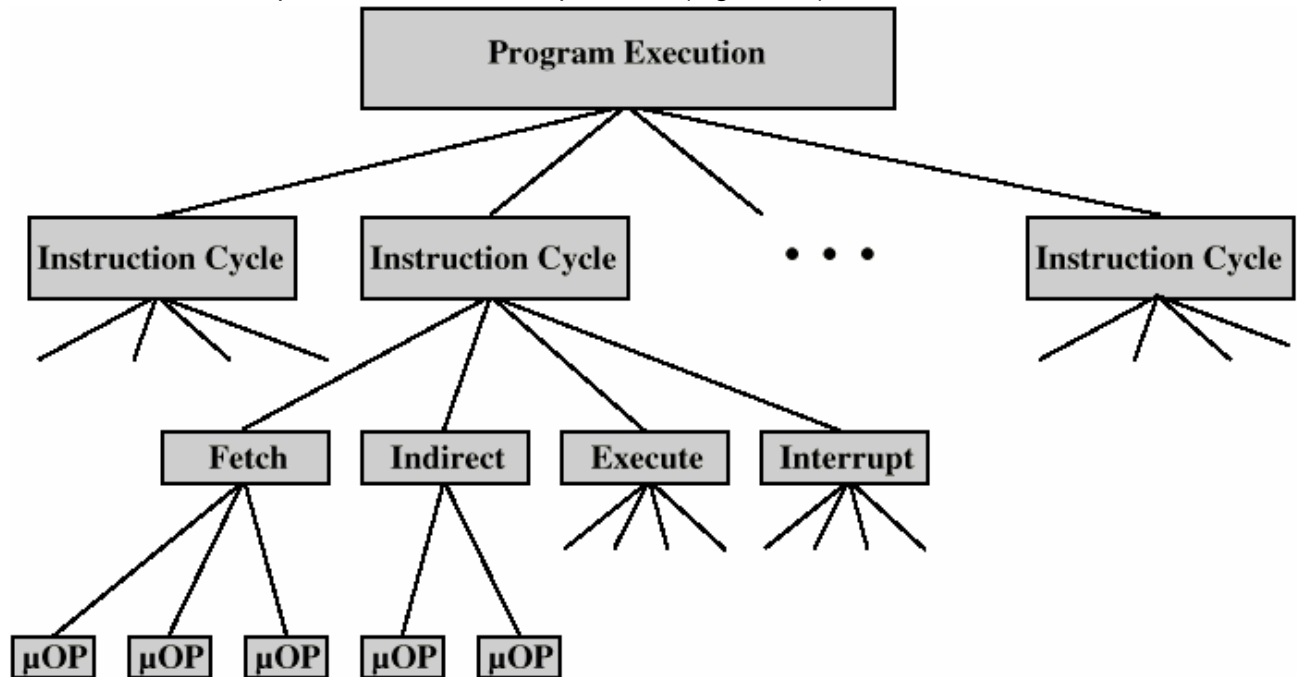 Program Execution
Instruction Cycle Instruction Cycle • • • Instruction Cycle
Fetch Indirect Execute Interrupt
µOP µOP µOP µOP µOP